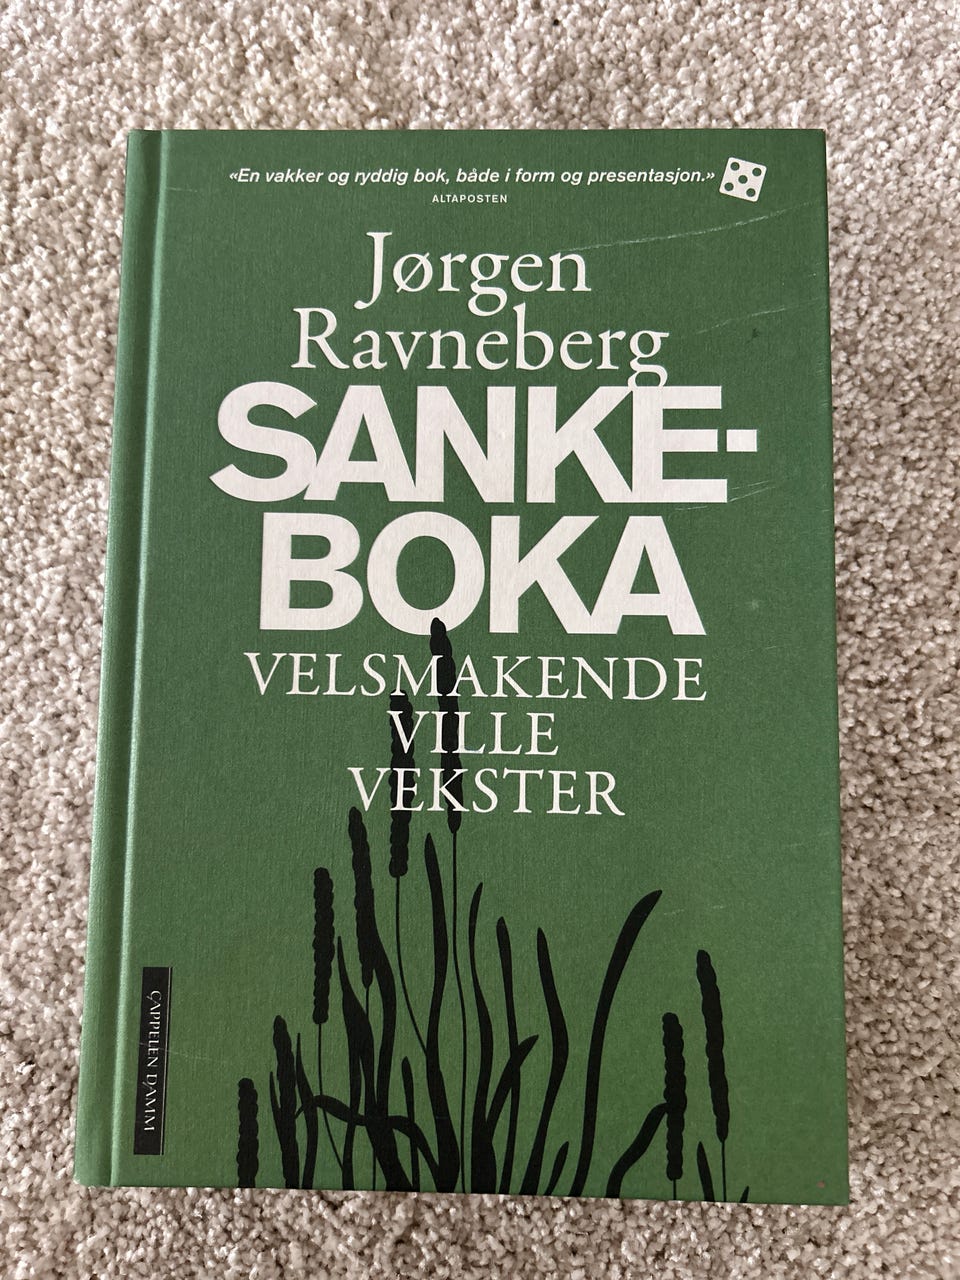 «En vakker og ryddig bok, både i form og presentasjon.»
ALTAPOSTEN
Jørgen
Ravneberg
SANKE-
BOKA
VELSMAKENDE
VILLE
VEKSTER
CAPPELEN DAMM